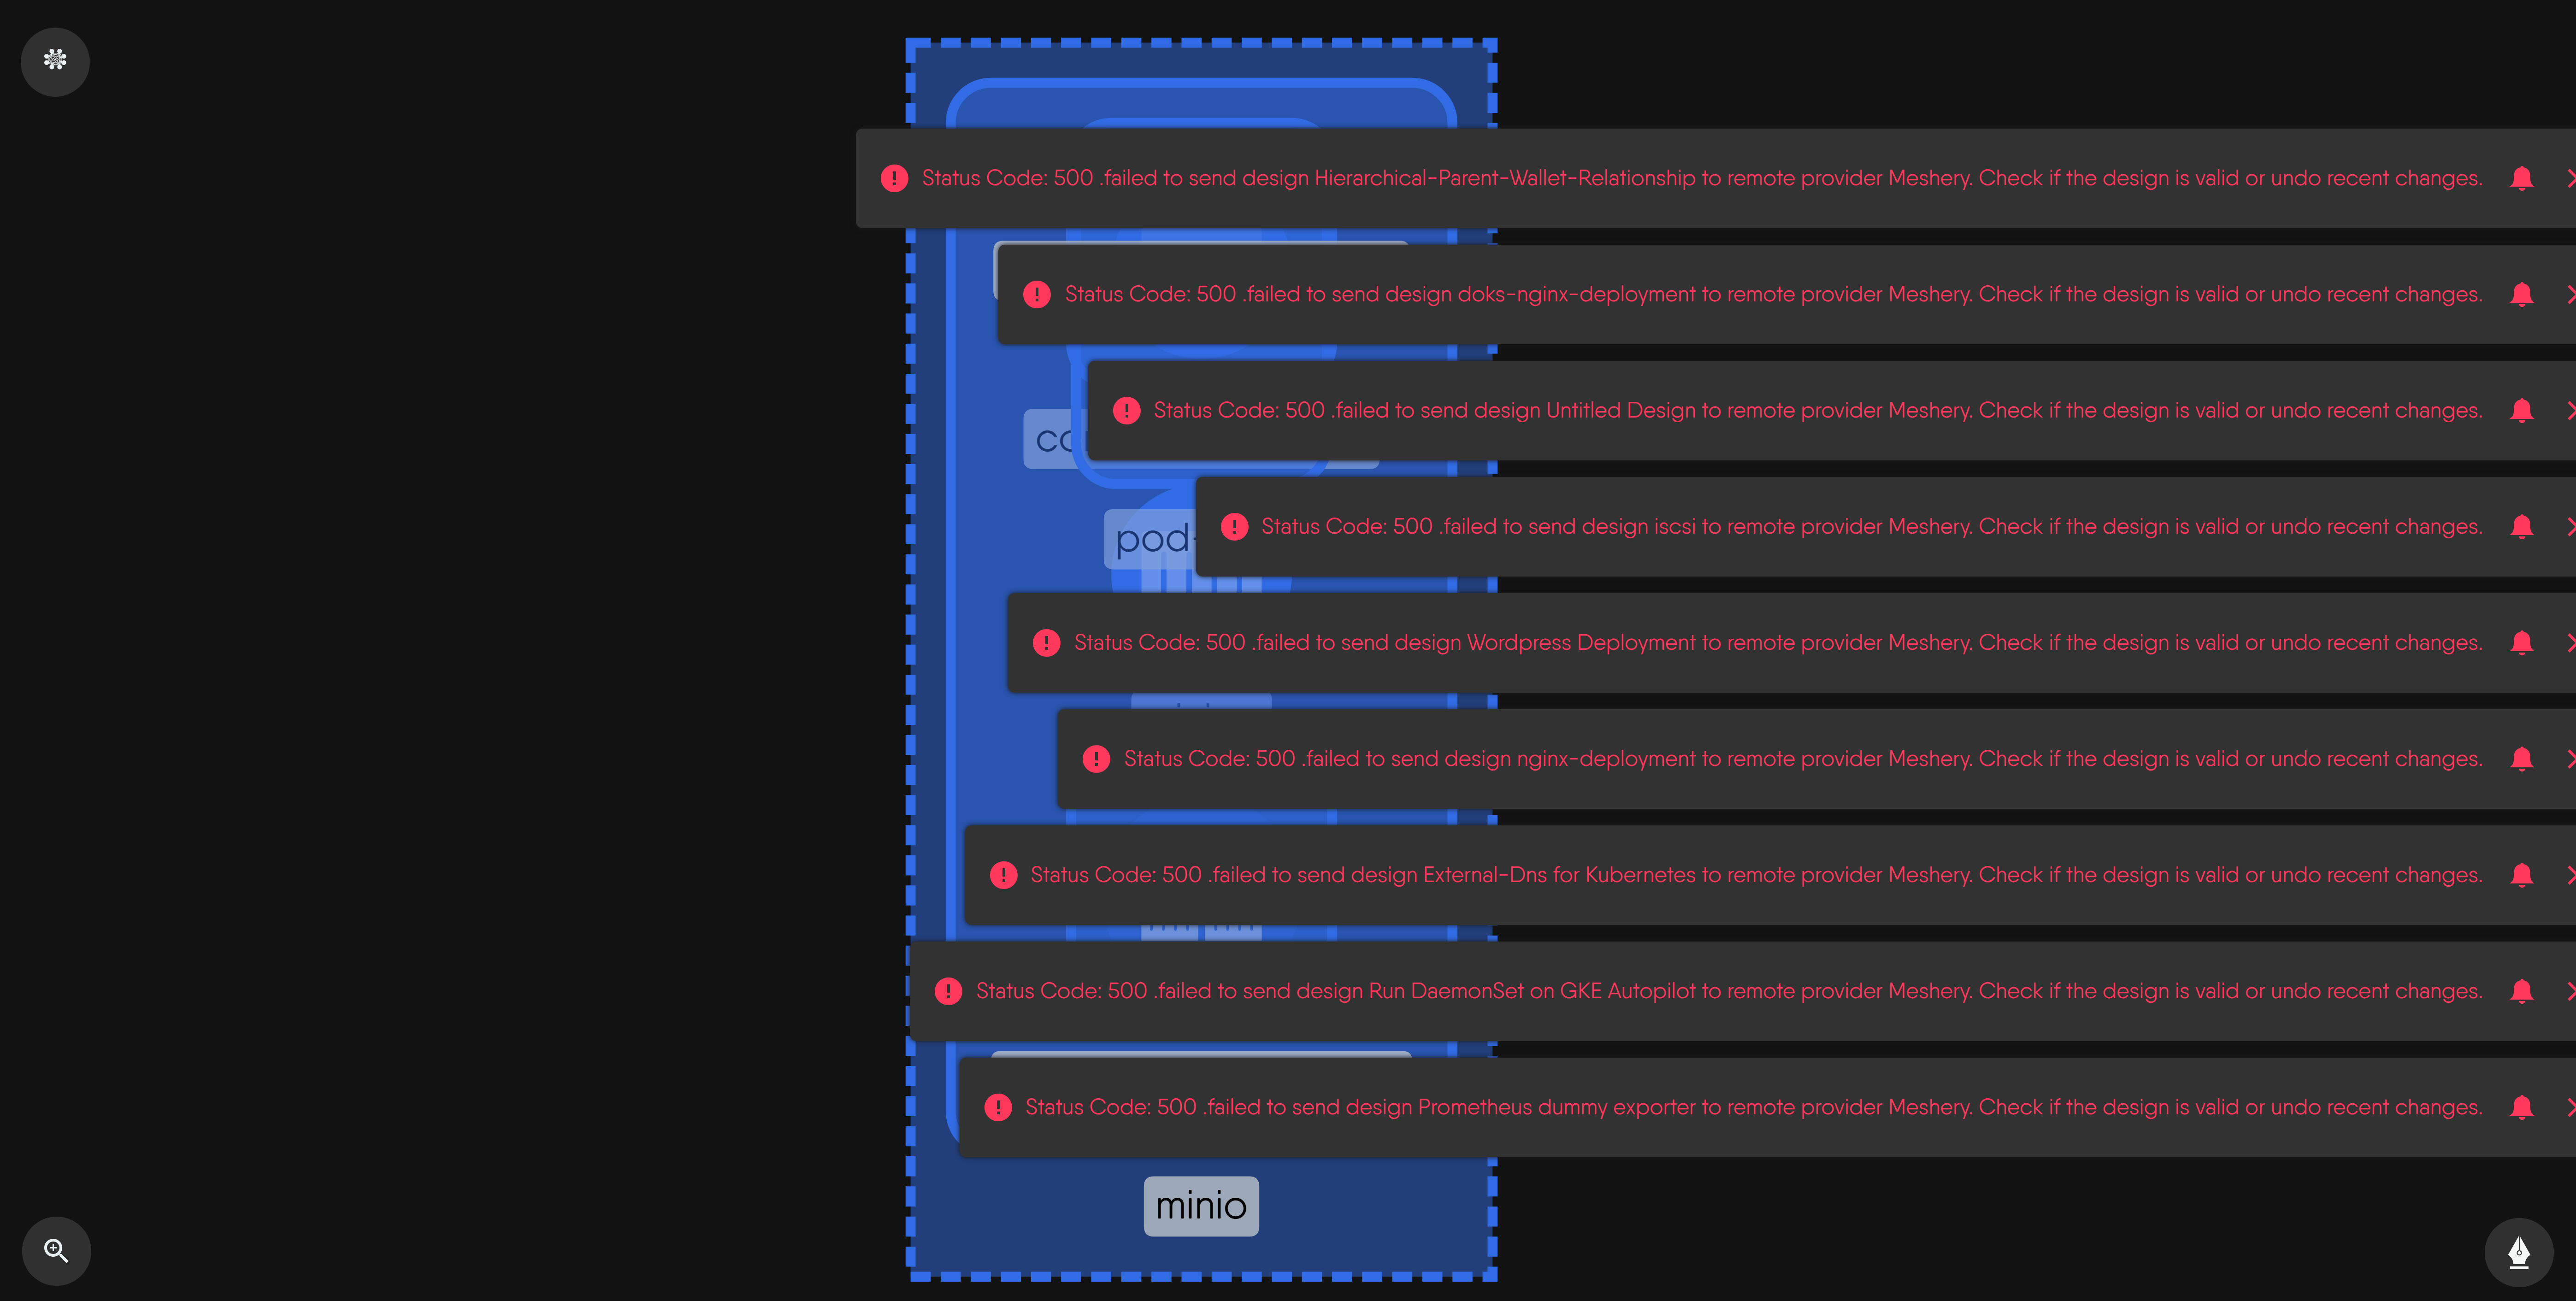 Status Code: 500 .failed to send design Hierarchical-Parent-Wallet-Relationship to remote provider Meshery. Check if the design is valid or undo recent changes.
Status Code: 500 .failed to send design doks-nginx-deployment to remote provider Meshery. Check if the design is valid or undo recent changes.
Status Code: 500 .failed to send design Untitled Design to remote provider Meshery. Check if the design is valid or undo recent changes.
Status Code: 500 .failed to send design iscsi to remote provider Meshery. Check if the design is valid or undo recent changes.
pod-
Status Code: 500 .failed to send design Wordpress Deployment to remote provider Meshery. Check if the design is valid or undo recent changes.
Status Code: 500 .failed to send design nginx-deployment to remote provider Meshery. Check if the design is valid or undo recent changes.
Status Code: 500 .failed to send design External-Dns for Kubernetes to remote provider Meshery. Check if the design is valid or undo recent changes.
Status Code: 500 .failed to send design Run DaemonSet on GKE Autopilot to remote provider Meshery. Check if the design is valid or undo recent changes.
Status Code: 500 .failed to send design Prometheus dummy exporter to remote provider Meshery. Check if the design is valid or undo recent changes.
minio